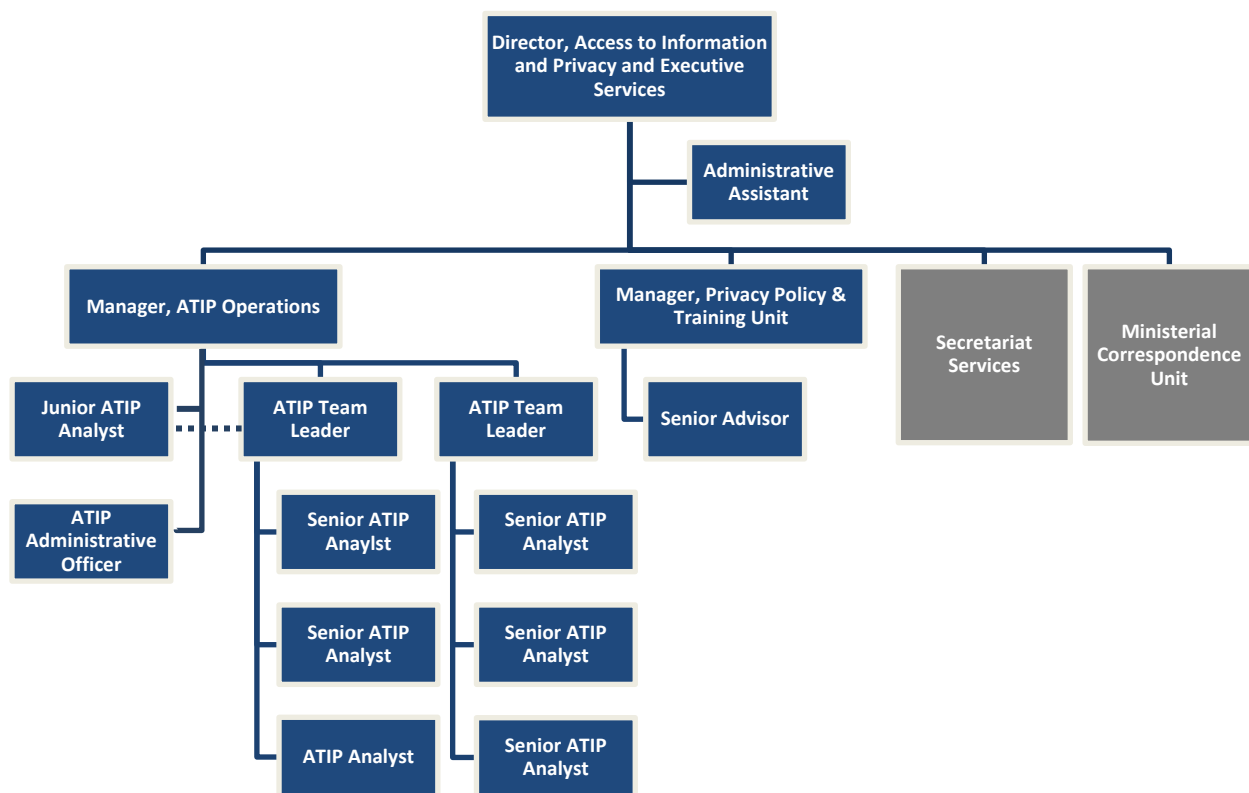 Director, Access to Information
and Privacy and Executive
Services
Administrative
Assistant
Manager, ATIP Operations
Manager, Privacy Policy &
Training Unit
Secretariat
Services
Ministerial
Correspondence
Unit
Junior ATIP
Analyst
ATIP Team
Leader
ATIP Team
Leader
Senior Advisor
ATIP
Administrative
Officer
Senior ATIP
Anaylst
Senior ATIP
Analyst
Senior ATIP
Analyst
Senior ATIP
Analyst
ATIP Analyst
Senior ATIP
Analyst